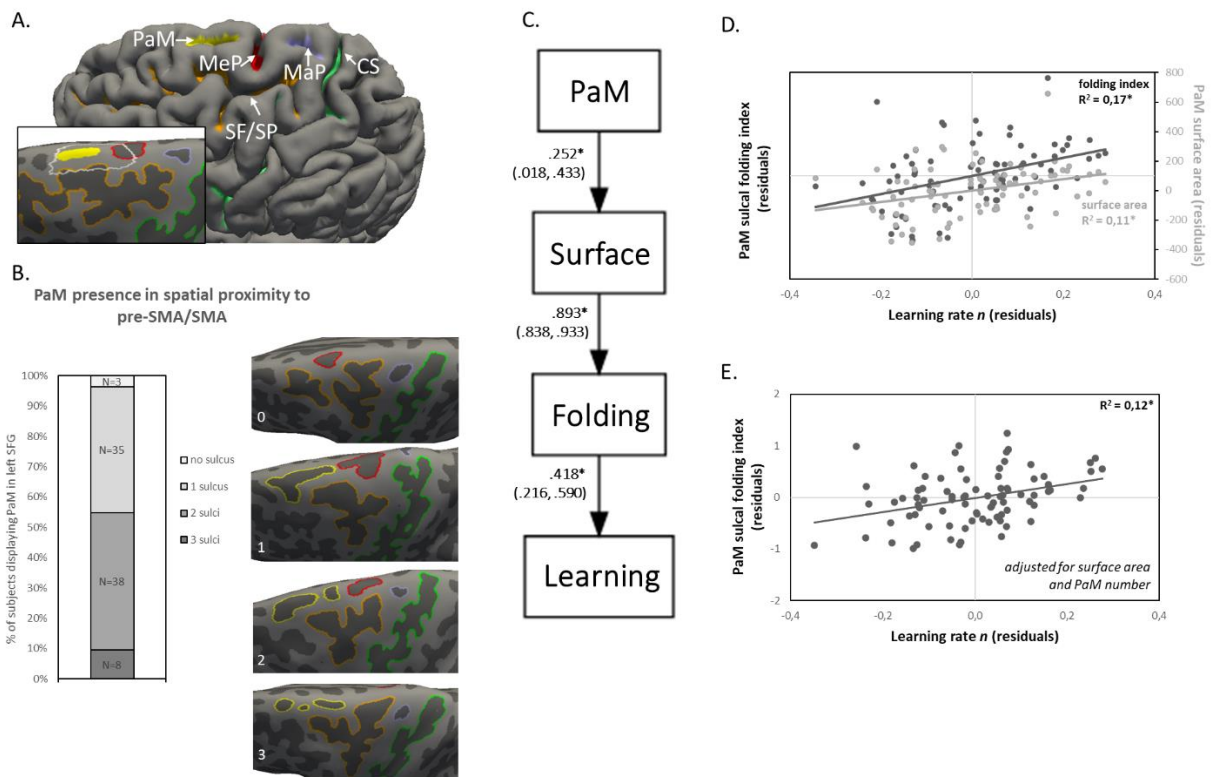 A.
PaM
MeP
MaP
CS
SF/SP
B.
PaM presence in spatial proximity to
pre-SMA/SMA
% of subjects displaying PaM in left SFG
100%
90%
80%
70%
60%
50%
40%
30%
20%
10%
0%
N=3
N=35
N=38
N=8
no sulcus
1 sulcus
2 sulci
3 sulci
0
1
2
3
C.
PaM
.252*
(.018, .433)
Surface
.893*
(.838, .933)
Folding
.418*
(.216, .590)
Learning
D.
PaM sulcal folding index
(residuals)
folding index
R² = 0,17*
surface area
R² = 0,11*
800
600
400
200
0
-200
-400
-600
PaM surface area (residuals)
-0,4
-0,2
0,0
0,2
0,4
Learning rate n (residuals)
E.
PaM sulcal folding index
(residuals)
2
1
0
-1
-2
R² = 0,12*
adjusted for surface area
and PaM number
-0,4
-0,2
0,0
0,2
0,4
Learning rate n (residuals)